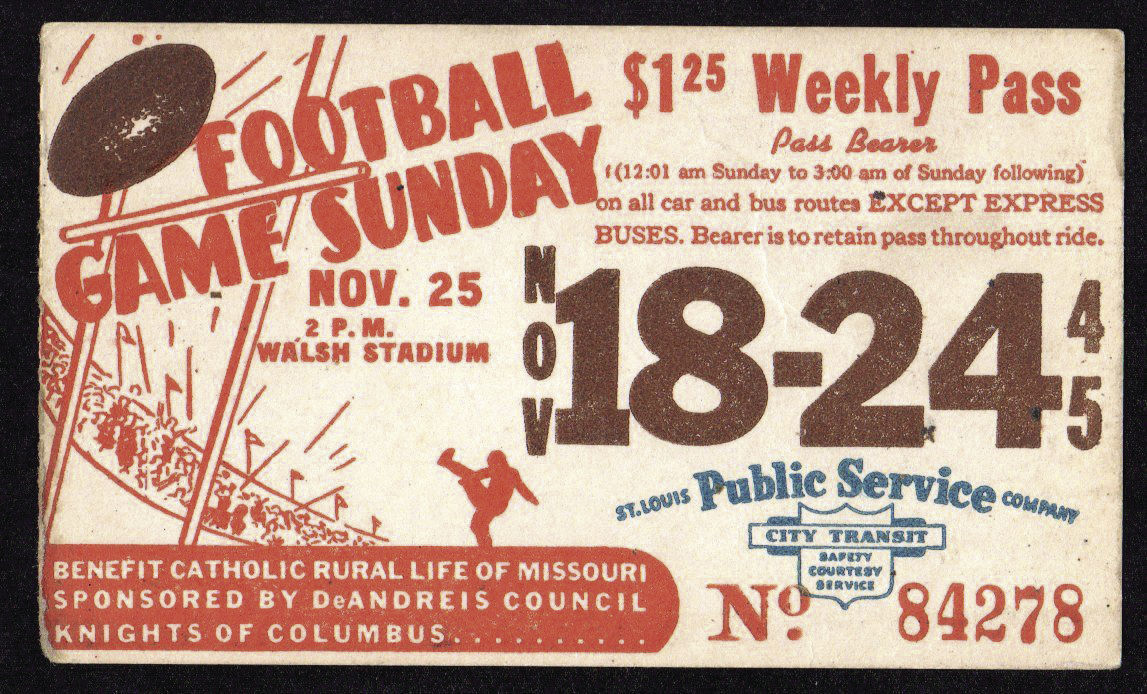 FOOTBALL
GAME SUNDAY
NOV. 25
2 P.M.
WALSH STADIUM
BENEFIT CATHOLIC RURAL LIFE OF MISSOURI
SPONSORED BY DeANDREIS COUNCIL
KNIGHTS OF COLUMBUS..........
$1 25 Weekly Pass
Pass Bearer
(12:01 am Sunday to 3:00 am of Sunday following)
on all car and bus routes EXCEPT EXPRESS
BUSES. Bearer is to retain pass throughout ride.
NOV 18-24 45
ST. LOUIS Public Service COMPANY
CITY TRANSIT
SAFETY
COURTESY
SERVICE
No. 84278